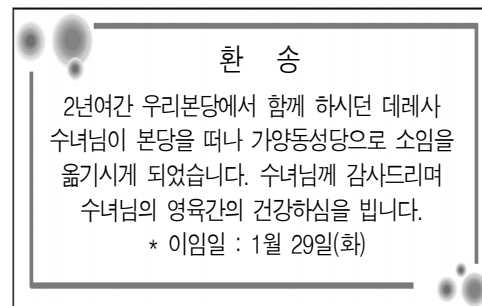 환 송
2년여간 우리본당에서 함께 하시던 데레사
수녀님이 본당을 떠나 가양동성당으로 소임을
옮기시게 되었습니다. 수녀님께 감사드리며
수녀님의 영육간의 건강하심을 빕니다.
* 이임일 : 1월 29일(화)